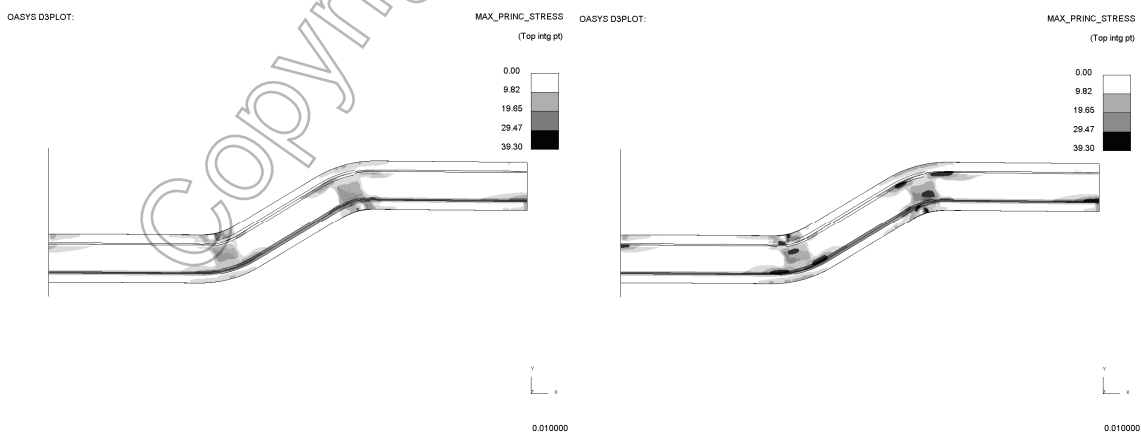 OASYS D3PLOT:
MAX_PRINC_STRESS
(Top intg pt)
0.00
9.82
19.65
29.47
39.30
Y
Z X
0.010000
OASYS D3PLOT:
MAX_PRINC_STRESS
(Top intg pt)
0.00
9.82
19.65
29.47
39.30
Y
Z X
0.010000